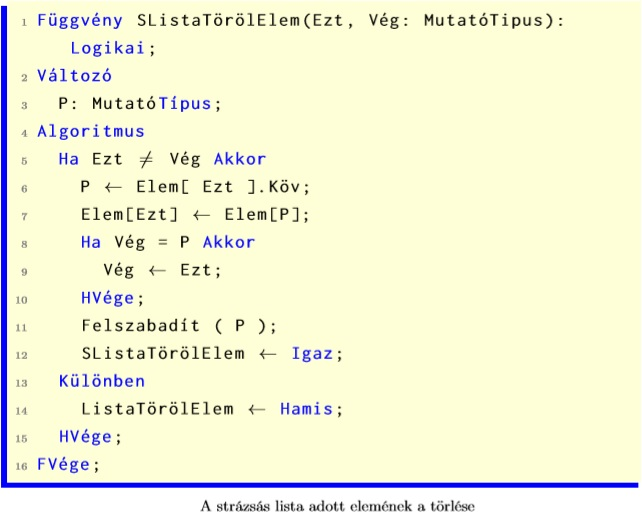 1 Függvény SListaTörölElem(Ezt, Vég: MutatóTipus):
Logikai;
2 Változó
3 P: MutatóTípus;
4 Algoritmus
5 Ha Ezt ≠ Vég Akkor
6 P ← Elem[ Ezt ].Köv;
7 Elem[Ezt] ← Elem[P];
8 Ha Vég = P Akkor
9 Vég ← Ezt;
10 HVége;
11 Felszabadít ( P );
12 SListaTörölElem ← Igaz;
13 Különben
14 ListaTörölElem ← Hamis;
15 HVége;
16 FVége;
A strázsás lista adott elemének a törlése